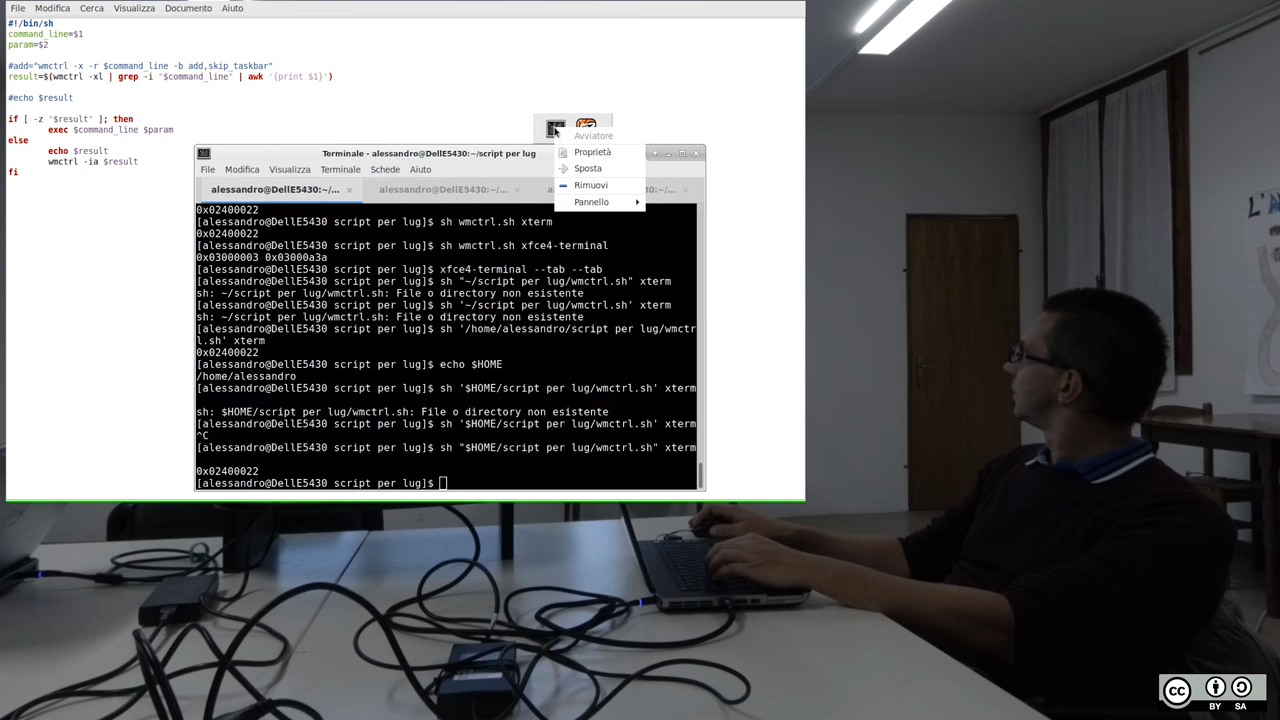 File Modifica Cerca Visualizza Documento Aiuto
#!/bin/sh
command_line=$1
param=$2
#add="wmctrl -x -r $command_line -b add,skip_taskbar"
result=$(wmctrl -xl | grep -i "$command_line" | awk '{print $1}')
#echo $result
if [ -z "$result" ]; then
exec $command_line $param
else
echo $result
wmctrl -ia $result
fi
Avviatore
Proprietà
Sposta
Rimuovi
Pannello
Terminale - alessandro@DellE5430:~/script per lug
File Modifica Visualizza Terminale Schede Aiuto
alessandro@DellE5430:~/... alessandro@DellE5430:~/... :~/...
0x02400022
[alessandro@DellE5430 script per lug]$ sh wmctrl.sh xterm
0x02400022
[alessandro@DellE5430 script per lug]$ sh wmctrl.sh xfce4-terminal
0x03000003 0x03000a3a
[alessandro@DellE5430 script per lug]$ xfce4-terminal --tab --tab
[alessandro@DellE5430 script per lug]$ sh "~/script per lug/wmctrl.sh" xterm
sh: ~/script per lug/wmctrl.sh: File o directory non esistente
[alessandro@DellE5430 script per lug]$ sh '~/script per lug/wmctrl.sh' xterm
sh: ~/script per lug/wmctrl.sh: File o directory non esistente
[alessandro@DellE5430 script per lug]$ sh '/home/alessandro/script per lug/wmctr
l.sh' xterm
0x02400022
[alessandro@DellE5430 script per lug]$ echo $HOME
/home/alessandro
[alessandro@DellE5430 script per lug]$ sh '$HOME/script per lug/wmctrl.sh' xterm
sh: $HOME/script per lug/wmctrl.sh: File o directory non esistente
[alessandro@DellE5430 script per lug]$ sh '$HOME/script per lug/wmctrl.sh' xterm
^C
[alessandro@DellE5430 script per lug]$ sh "$HOME/script per lug/wmctrl.sh" xterm
0x02400022
[alessandro@DellE5430 script per lug]$
cc
BY SA